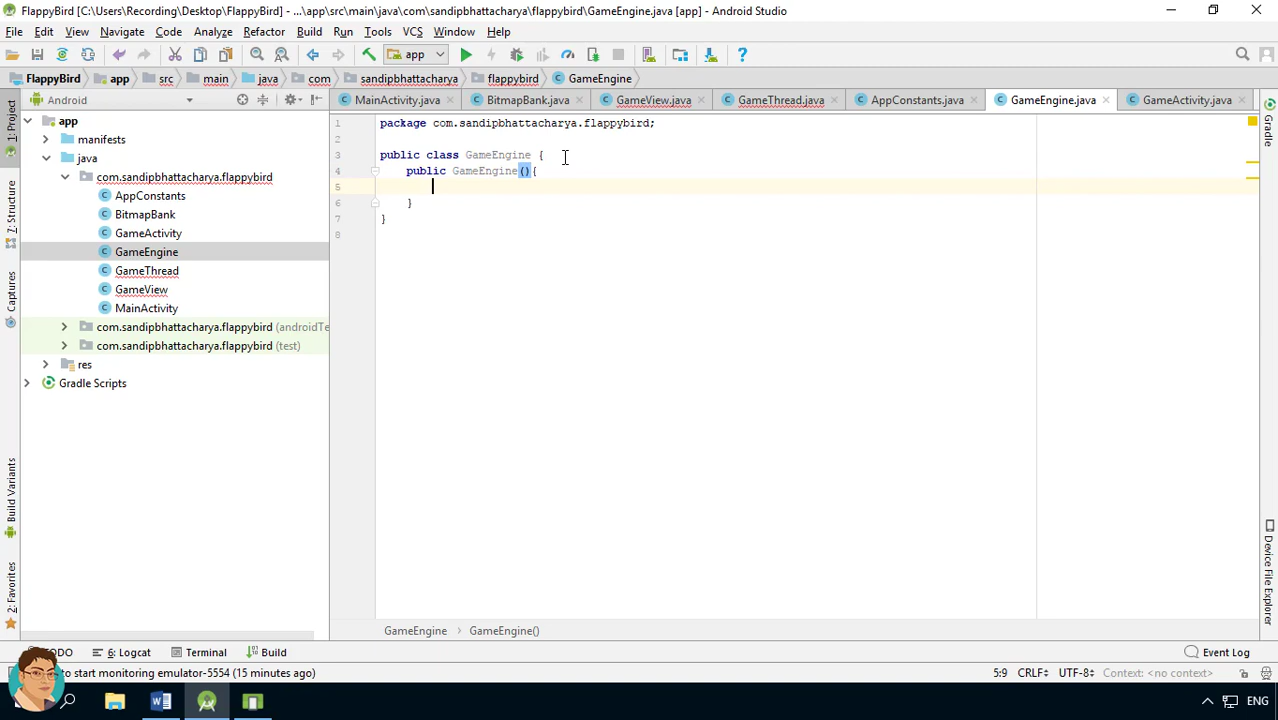 FlappyBird [C:\Users\Recording\Desktop\FlappyBird] - ...\app\src\main\java\com\sandipbhattacharya\flappybird\GameEngine.java [app] - Android Studio
File Edit View Navigate Code Analyze Refactor Build Run Tools VCS Window Help
app
FlappyBird app src main java com sandipbhattacharya flappybird GameEngine
Android
MainActivity.java BitmapBank.java GameView.java GameThread.java AppConstants.java GameEngine.java GameActivity.java
1: Project
Z: Structure
Captures
Build Variants
2: Favorites
app
manifests
java
com.sandipbhattacharya.flappybird
AppConstants
BitmapBank
GameActivity
GameEngine
GameThread
GameView
MainActivity
com.sandipbhattacharya.flappybird (androidTe
com.sandipbhattacharya.flappybird (test)
res
Gradle Scripts
1 package com.sandipbhattacharya.flappybird;
2
3 public class GameEngine {
4 public GameEngine(){
5
6 }
7 }
8
Gradle
Device File Explorer
GameEngine GameEngine()
ODO 6: Logcat Terminal Build Event Log
to start monitoring emulator-5554 (15 minutes ago) 5:9 CRLF UTF-8 Context: <no context>
W ENG